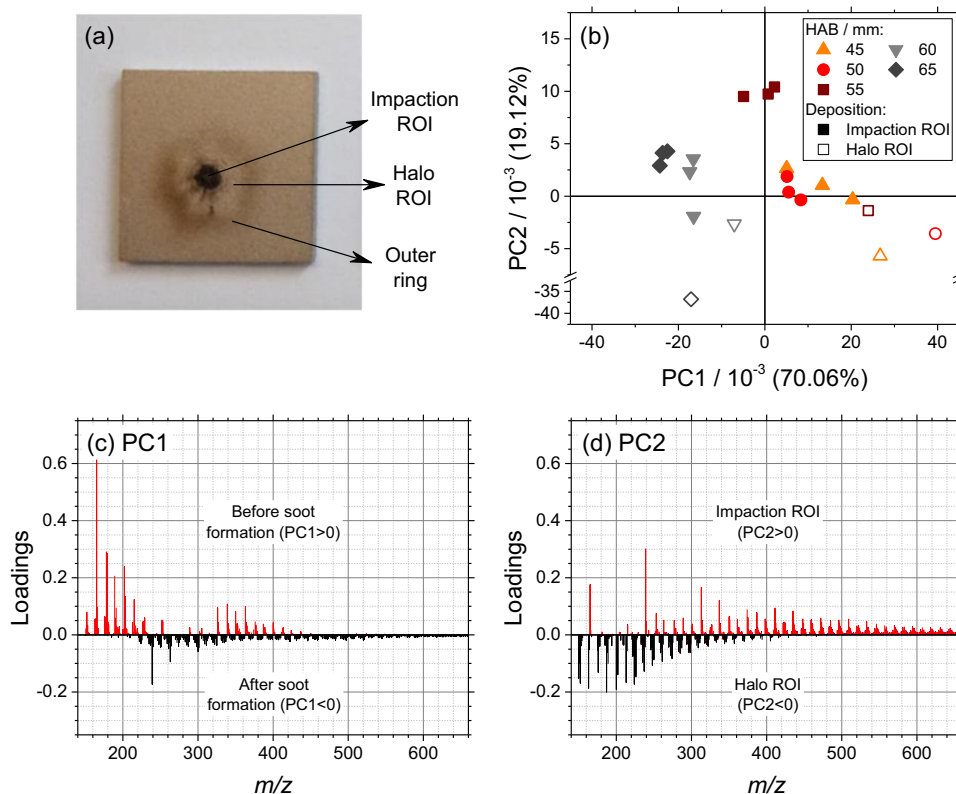 (a)
Impaction
ROI
Halo
ROI
Outer
ring
(b)
PC2 / 10⁻³ (19.12%)
15
10
5
0
-5
-35
-40
-40
-20
0
20
40
PC1 / 10⁻³ (70.06%)
HAB / mm:
45 60
50 65
55
Deposition:
Impaction ROI
Halo ROI
(c) PC1
Loadings
0.6
0.4
0.2
0.0
-0.2
Before soot
formation (PC1>0)
After soot
formation (PC1<0)
200 300 400 500 600
m/z
(d) PC2
Loadings
0.6
0.4
0.2
0.0
-0.2
Impaction ROI
(PC2>0)
Halo ROI
(PC2<0)
200 300 400 500 600
m/z